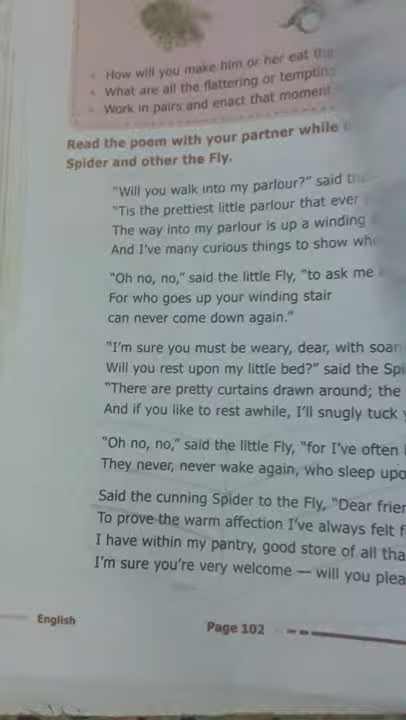 • How will you make him or her eat the
• What are all the flattering or tempting
• Work in pairs and enact that moment.
Read the poem with your partner while
Spider and other the Fly.
“Will you walk into my parlour?” said
“Tis the prettiest little parlour that ever
The way into my parlour is up a winding
And I’ve many curious things to show
“Oh no, no,” said the little Fly, “to ask me
For who goes up your winding stair
can never come down again.”
“I’m sure you must be weary, dear, with soar
Will you rest upon my little bed?” said the Spi
“There are pretty curtains drawn around; the
And if you like to rest awhile, I’ll snugly tuck
“Oh no, no,” said the little Fly, “for I’ve often
They never, never wake again, who sleep upo
Said the cunning Spider to the Fly, “Dear frien
To prove the warm affection I’ve always felt f
I have within my pantry, good store of all tha
I’m sure you’re very welcome — will you plea
English
Page 102